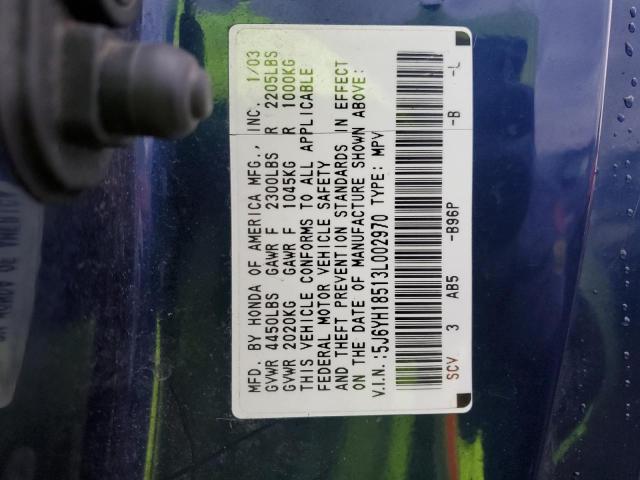 MFD. BY HONDA OF AMERICA MFG., INC. 1/03
GVWR 4450LBS GAWR F 2300LBS R 2205LBS
GVWR 2020KG GAWR F 1045KG R 1000KG
THIS VEHICLE CONFORMS TO ALL APPLICABLE
FEDERAL MOTOR VEHICLE SAFETY
AND THEFT PREVENTION STANDARDS IN EFFECT
ON THE DATE OF MANUFACTURE SHOWN ABOVE:
V.I.N.:5J6YH18513L002970 TYPE: MPV
SCV 3 AB5 -B96P -B -L